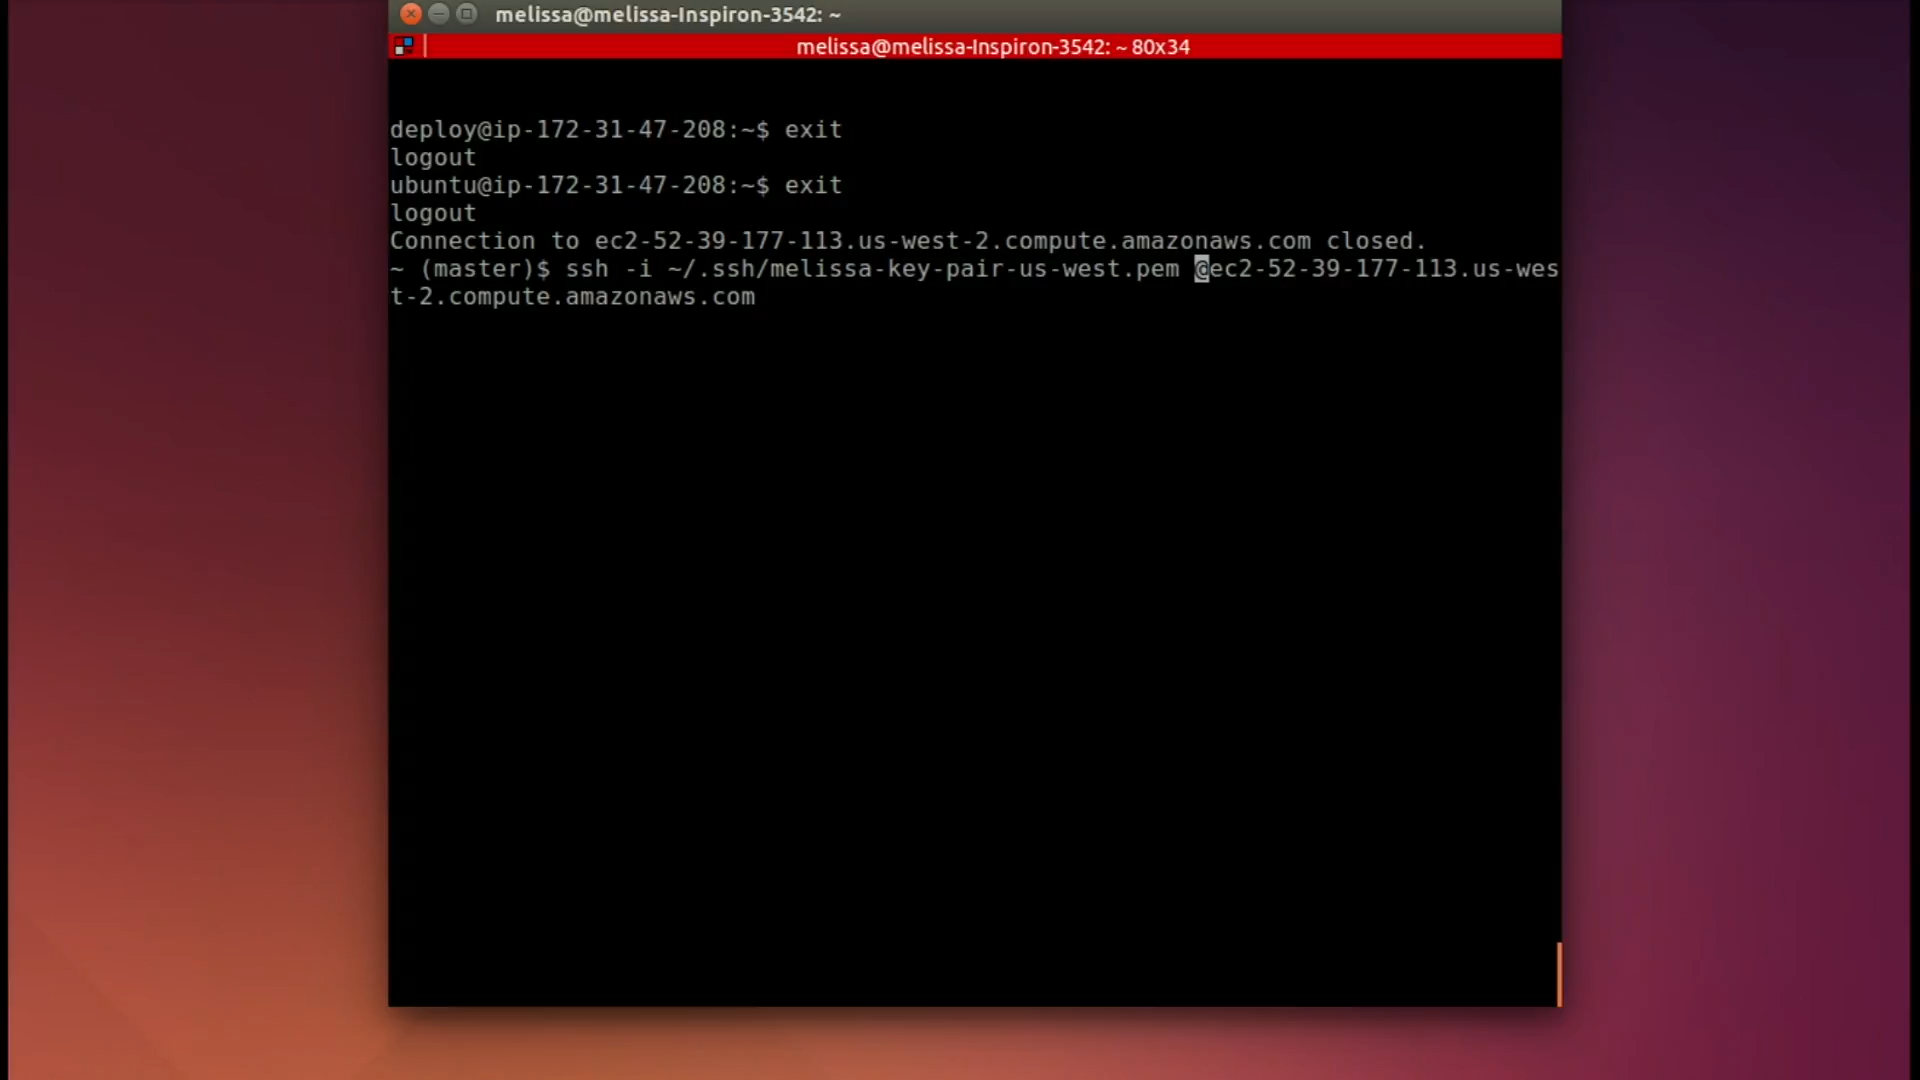 melissa@melissa-Inspiron-3542: ~
melissa@melissa-Inspiron-3542: ~ 80x34
deploy@ip-172-31-47-208:~$ exit
logout
ubuntu@ip-172-31-47-208:~$ exit
logout
Connection to ec2-52-39-177-113.us-west-2.compute.amazonaws.com closed.
~ (master)$ ssh -i ~/.ssh/melissa-key-pair-us-west.pem @ec2-52-39-177-113.us-wes
t-2.compute.amazonaws.com